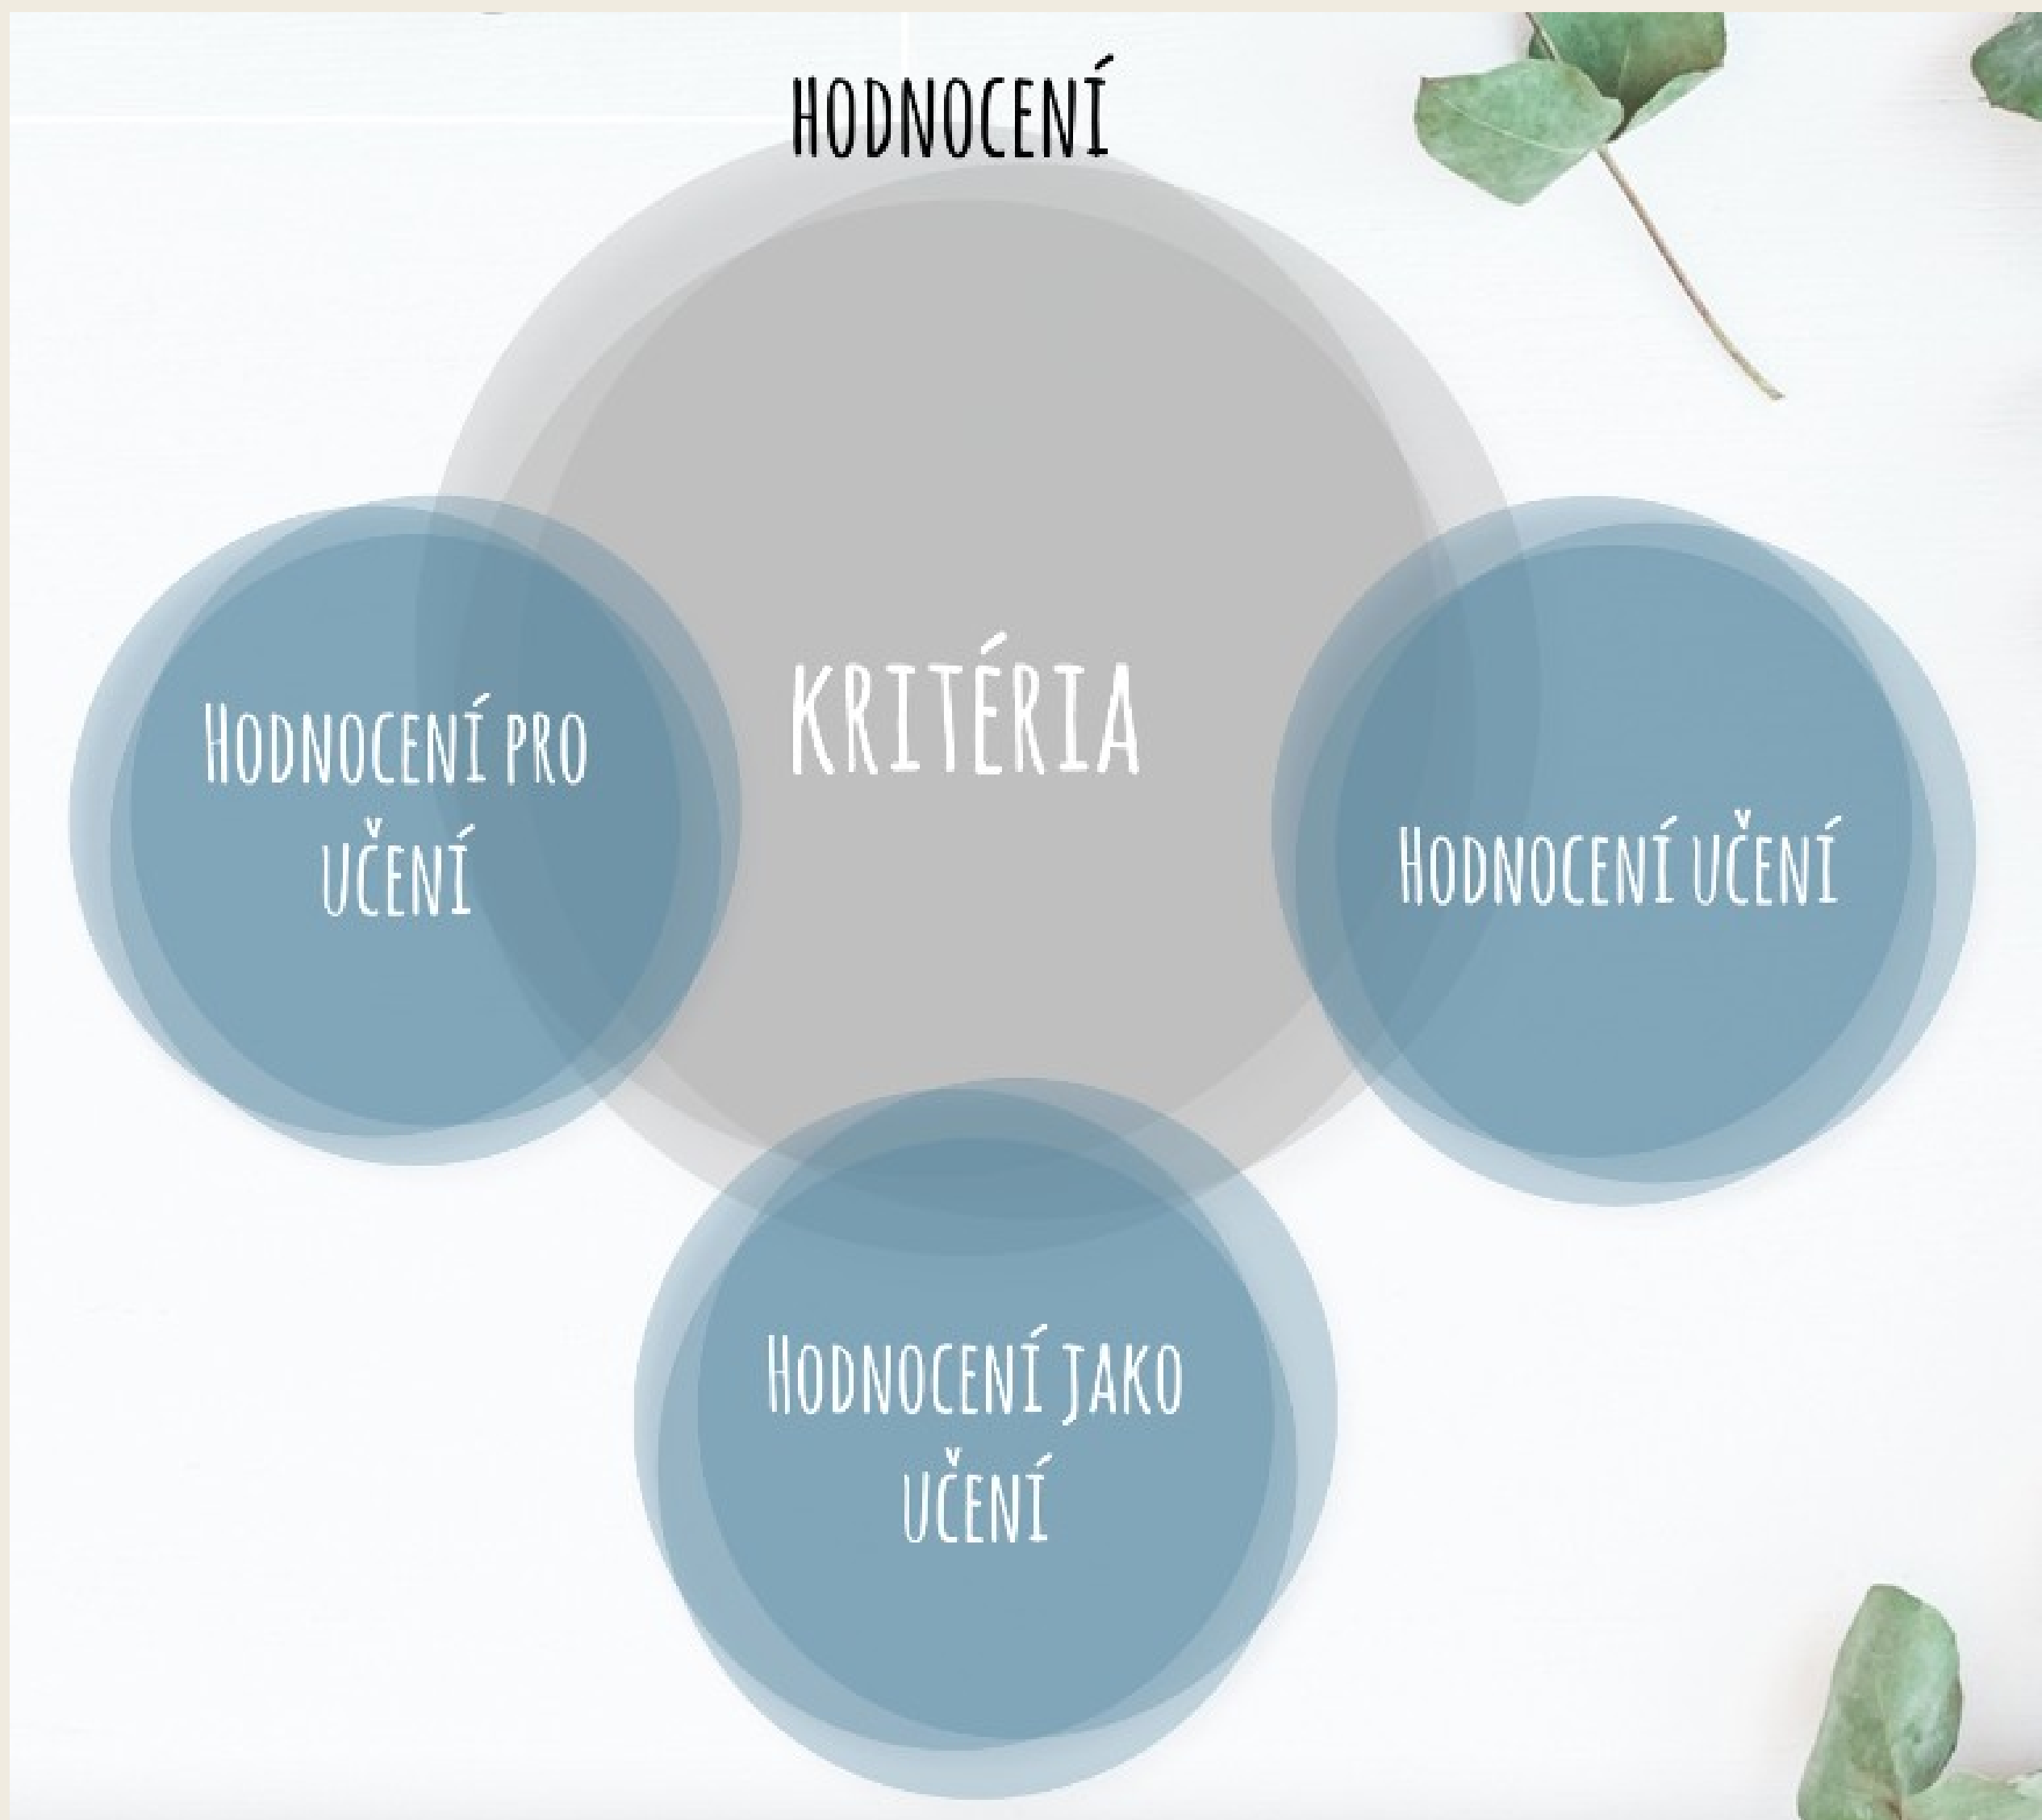 HODNOCENÍ
KRITÉRIA
HODNOCENÍ PRO
UČENÍ
HODNOCENÍ UČENÍ
HODNOCENÍ JAKO
UČENÍ